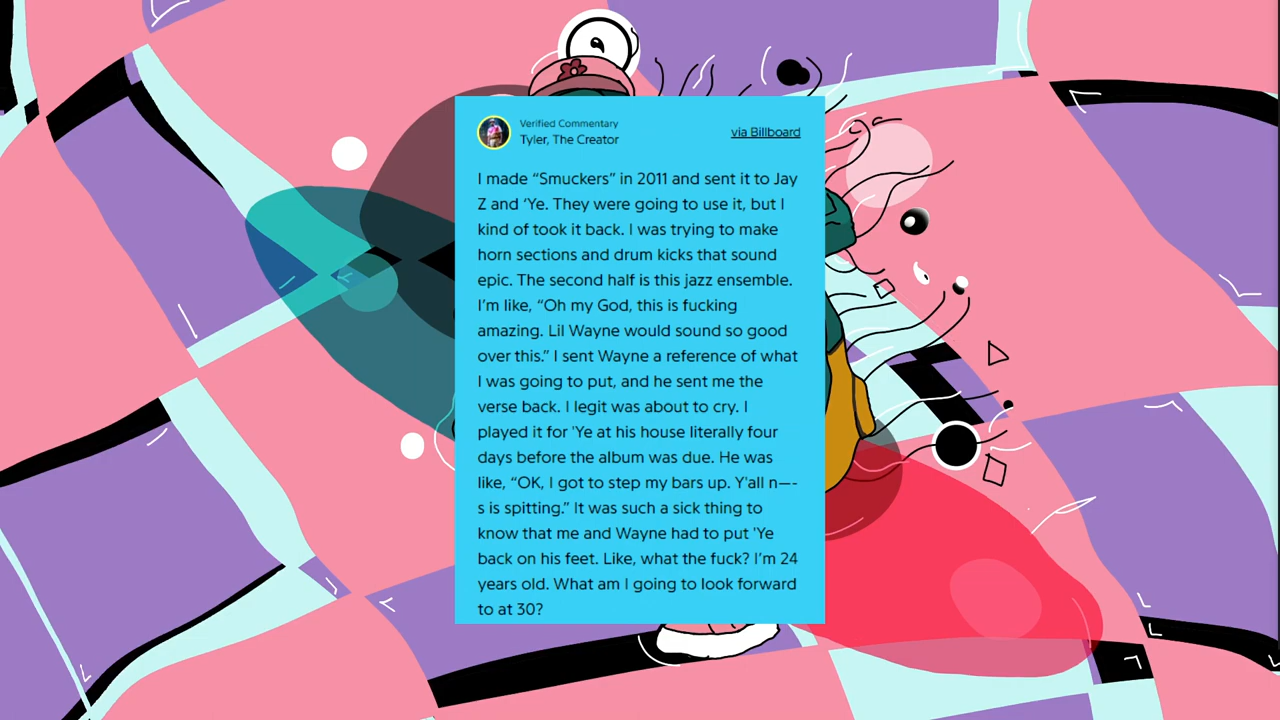 Verified Commentary
Tyler, The Creator
via Billboard
I made “Smuckers” in 2011 and sent it to Jay
Z and ‘Ye. They were going to use it, but I
kind of took it back. I was trying to make
horn sections and drum kicks that sound
epic. The second half is this jazz ensemble.
I’m like, “Oh my God, this is fucking
amazing. Lil Wayne would sound so good
over this.” I sent Wayne a reference of what
I was going to put, and he sent me the
verse back. I legit was about to cry. I
played it for 'Ye at his house literally four
days before the album was due. He was
like, “OK, I got to step my bars up. Y'all n—-
s is spitting.” It was such a sick thing to
know that me and Wayne had to put 'Ye
back on his feet. Like, what the fuck? I’m 24
years old. What am I going to look forward
to at 30?